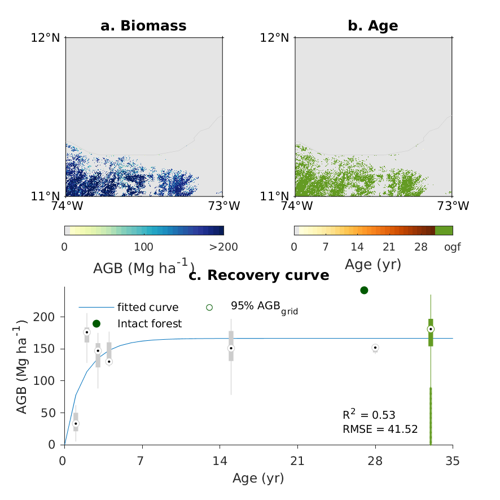 a. Biomass
b. Age
12°N
12°N
11°N
11°N
74°W
73°W
74°W
73°W
0
100
>200
0
7
14
21
28
ogf
AGB (Mg ha⁻¹)
Age (yr)
c. Recovery curve
fitted curve
95% AGB_grid
Intact forest
200
150
100
50
0
AGB (Mg ha⁻¹)
R² = 0.53
RMSE = 41.52
0
7
14
21
28
35
Age (yr)